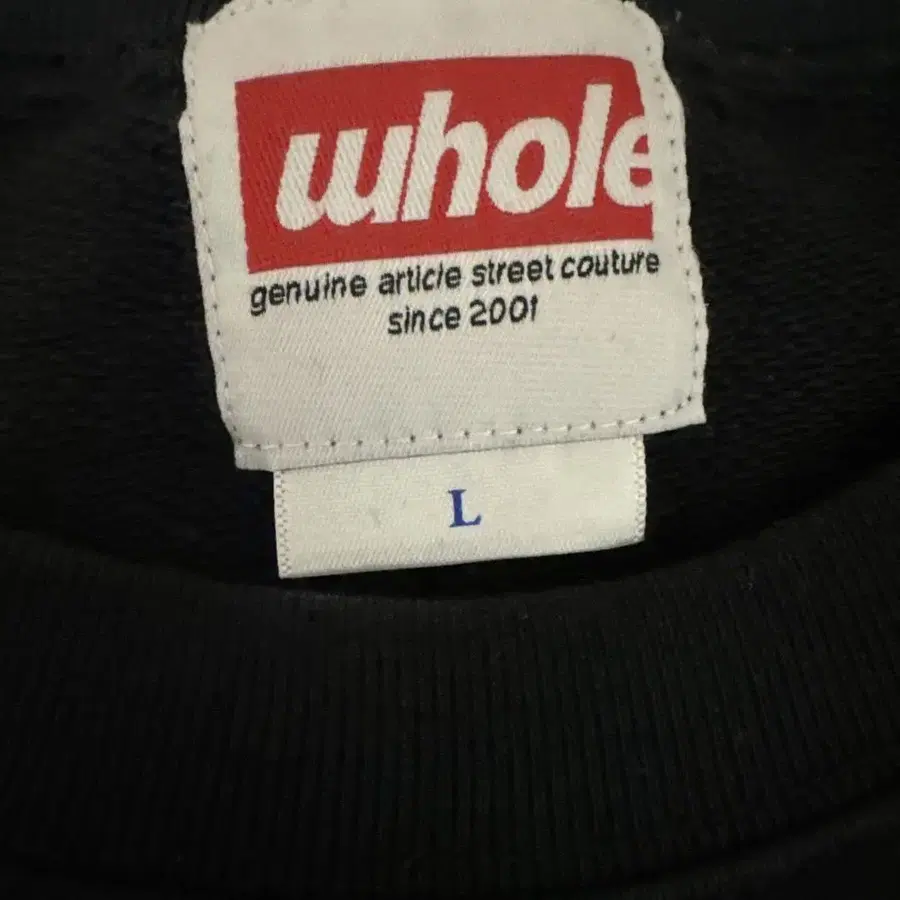 whole
genuine article street couture
since 2001
L